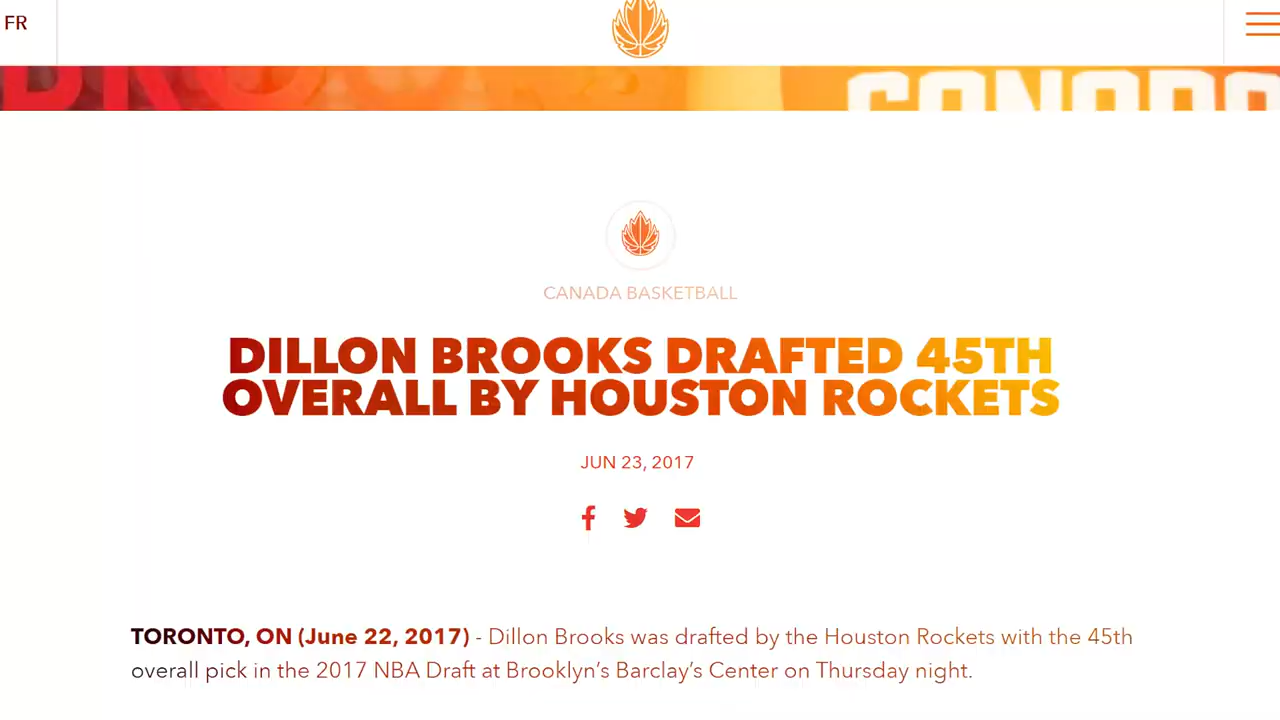 FR
CANADA
CANADA BASKETBALL
DILLON BROOKS DRAFTED 45TH
OVERALL BY HOUSTON ROCKETS
JUN 23, 2017
TORONTO, ON (June 22, 2017) - Dillon Brooks was drafted by the Houston Rockets with the 45th
overall pick in the 2017 NBA Draft at Brooklyn’s Barclay’s Center on Thursday night.